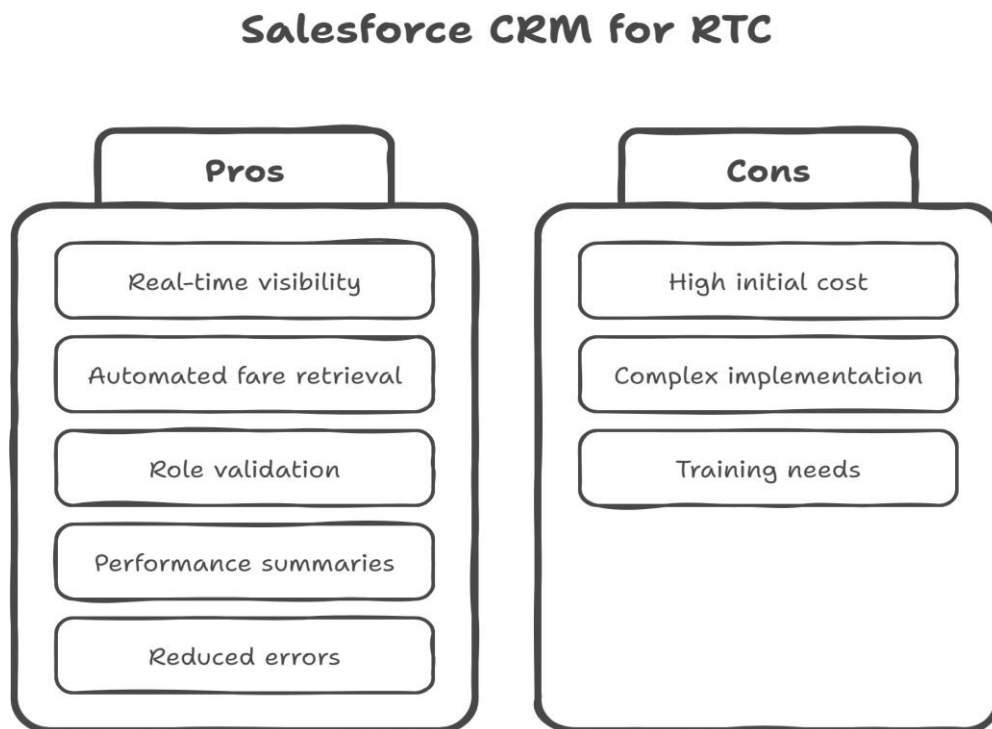 Salesforce CRM for RTC
Pros
Real-time visibility
Automated fare retrieval
Role validation
Performance summaries
Reduced errors
Cons
High initial cost
Complex implementation
Training needs